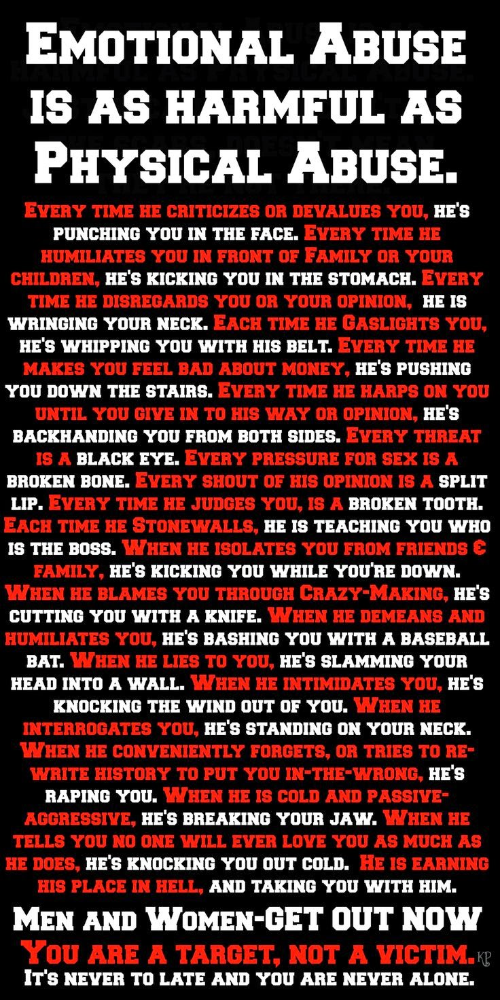 Emotional Abuse
is as harmful as
Physical Abuse.
Every time he criticizes or devalues you, he's
punching you in the face. Every time he
humiliates you in front of Family or your
children, he's kicking you in the stomach. Every
time he disregards you or your opinion, he is
wringing your neck. Each time he Gaslights you,
he's whipping you with his belt. Every time he
makes you feel bad about money, he's pushing
you down the stairs. Every time he harps on you
until you give in to his way or opinion, he's
backhanding you from both sides. Every threat
is a black eye. Every pressure for sex is a
broken bone. Every shout of his opinion is a split
lip. Every time he judges you, is a broken tooth.
Each time he Stonewalls, he is teaching you who
is the boss. When he isolates you from friends &
family, he's kicking you while you're down.
When he blames you through Crazy-Making, he's
cutting you with a knife. When he demeans and
humiliates you, he's bashing you with a baseball
bat. When he lies to you, he's slamming your
head into a wall. When he intimidates you, he's
knocking the wind out of you. When he
interrogates you, he's standing on your neck.
When he conveniently forgets, or tries to re-
write history to put you in-the-wrong, he's
raping you. When he is cold and passive-
aggressive, he's breaking your jaw. When he
tells you no one will ever love you as much as
he does, he's knocking you out cold. He is earning
his place in hell, and taking you with him.
Men and Women-GET OUT NOW
You are a target, not a victim.
KP
It's never to late and you are never alone.